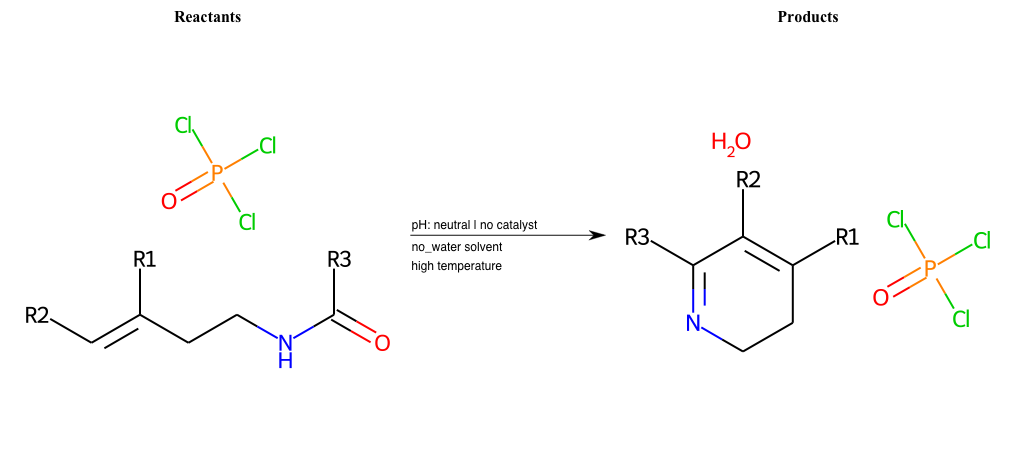 Reactants
Products
Cl
Cl
P
O
Cl
R1
R3
R2
N
H
O
pH: neutral | no catalyst
no_water solvent
high temperature
H2O
R2
R3
R1
N
Cl
Cl
P
O
Cl